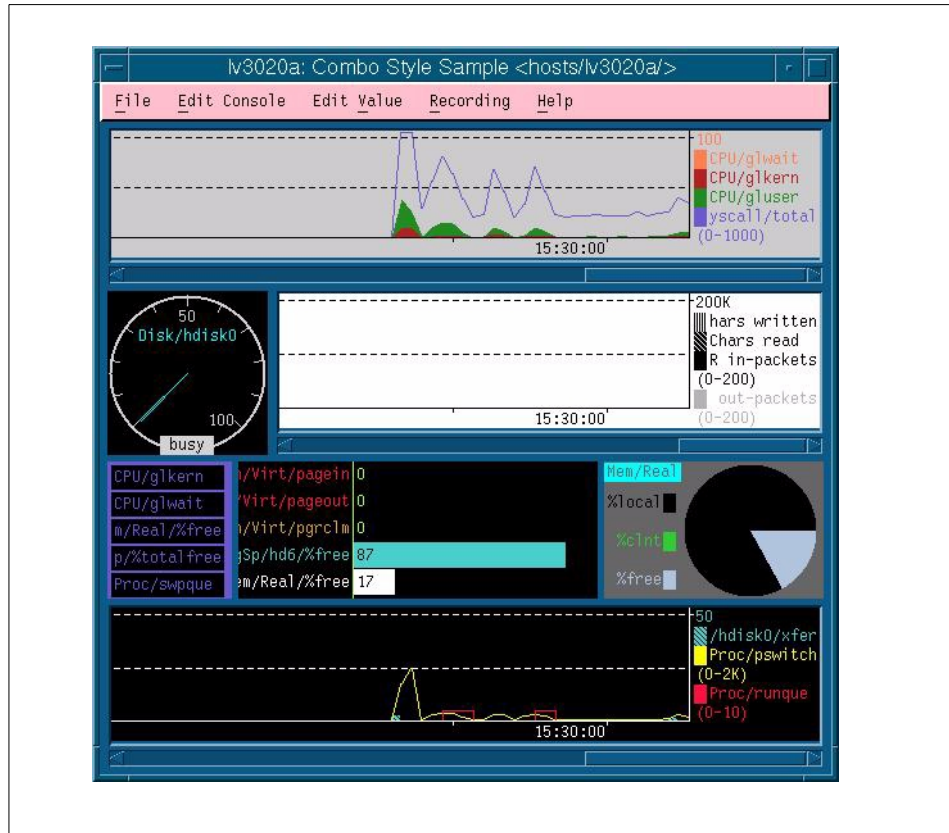 lv3020a: Combo Style Sample <hosts/lv3020a/>
File Edit Console Edit Value Recording Help
100
CPU/glwait
CPU/glkern
CPU/gluser
yscall/total
(0-1000)
15:30:00
50
Disk/hdisk0
100
busy
200K
hars written
Chars read
R in-packets
(0-200)
out-packets
(0-200)
15:30:00
CPU/glkern
CPU/glwait
m/Real/%free
p/%totalfree
Proc/swpque
n/Virt/pagein 0
/Virt/pageout 0
n/Virt/pgrclm 0
gSp/hd6/%free 87
em/Real/%free 17
Mem/Real
%local
%clnt
%free
50
/hdisk0/xfer
Proc/pswitch
(0-2K)
Proc/runque
(0-10)
15:30:00